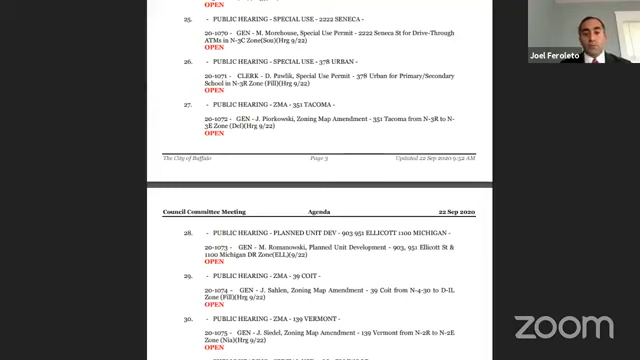 OPEN
25. - PUBLIC HEARING - SPECIAL USE - 2222 SENECA -
20-1070 - GEN - M. Morehouse, Special Use Permit - 2222 Seneca St for Drive-Through
ATMs in N-3C Zone(Sou)(Hrg 9/22)
OPEN
26. - PUBLIC HEARING - SPECIAL USE - 378 URBAN -
20-1071 - CLERK - D. Pawlik, Special Use Permit - 378 Urban for Primary/Secondary
School in N-3R Zone (Fill)(Hrg 9/22)
OPEN
27. - PUBLIC HEARING - ZMA - 351 TACOMA -
20-1072 - GEN - J. Piorkowski, Zoning Map Amendment - 351 Tacoma from N-3R to N-
3E Zone (Del)(Hrg 9/22)
OPEN
The City of Buffalo Page 3 Updated 22 Sep 2020 9:52 AM
Council Committee Meeting Agenda 22 Sep 2020
28. - PUBLIC HEARING - PLANNED UNIT DEV - 903 951 ELLICOTT 1100 MICHIGAN -
20-1073 - GEN - M. Romanowski, Planned Unit Development - 903, 951 Ellicott St &
1100 Michigan DR Zone(ELL)(9/22)
OPEN
29. - PUBLIC HEARING - ZMA - 39 COIT -
20-1074 - GEN - J. Sahlen, Zoning Map Amendment - 39 Coit from N-4-30 to D-IL
Zone (Fill)(Hrg 9/22)
OPEN
30. - PUBLIC HEARING - ZMA - 139 VERMONT -
20-1075 - GEN - J. Siedel, Zoning Map Amendment - 139 Vermont from N-2R to N-2E
Zone (Nia)(Hrg 9/22)
OPEN
Joel Feroleto
zoom